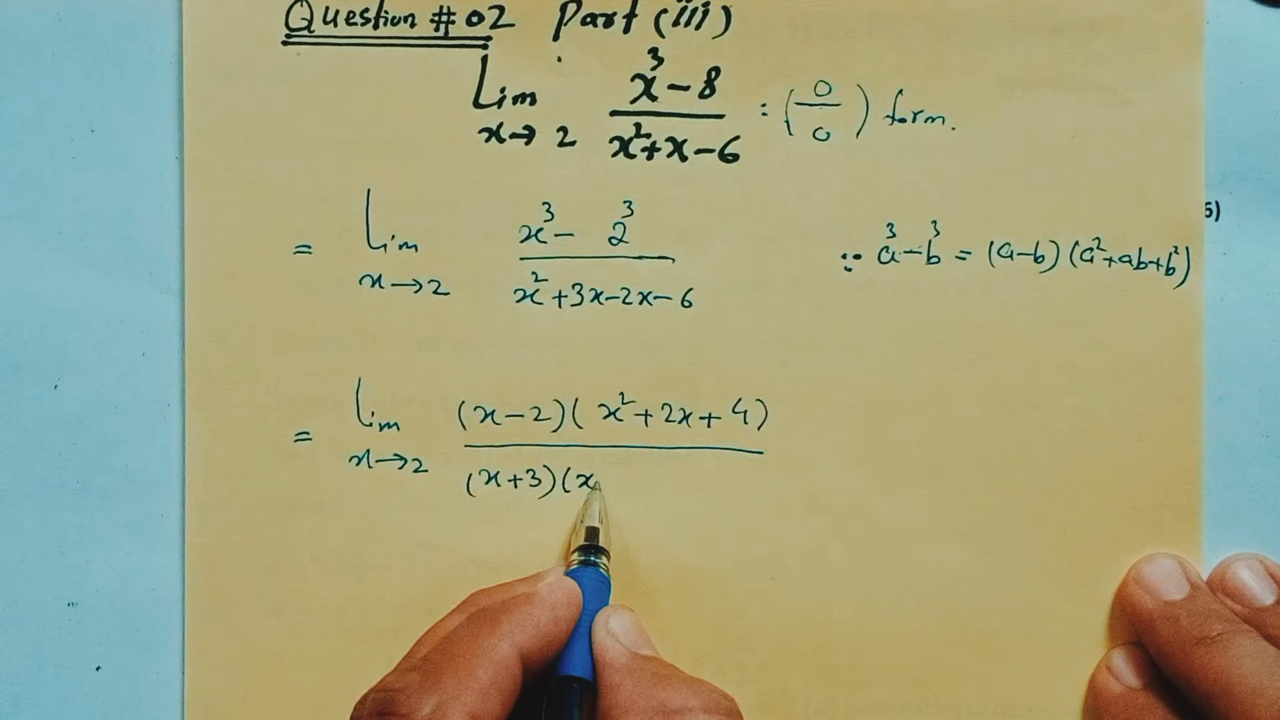 Question #02 Part (iii)
Lim x→2 x³-8 / x²+x-6 : (0/0) form.
= Lim x→2 x³- 2³ / x²+3x-2x-6 ∵ a³-b³ = (a-b)(a²+ab+b²)
= Lim x→2 (x-2)(x²+2x+4) / (x+3)(x